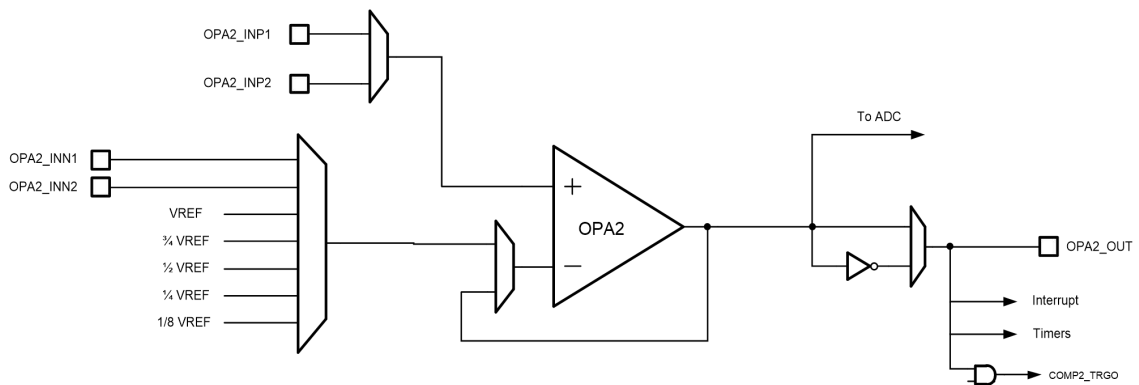 OPA2_INP1
OPA2_INP2
To ADC
OPA2_INN1
OPA2_INN2
VREF
¾ VREF
½ VREF
¼ VREF
1/8 VREF
+
OPA2
−
OPA2_OUT
Interrupt
Timers
COMP2_TRGO